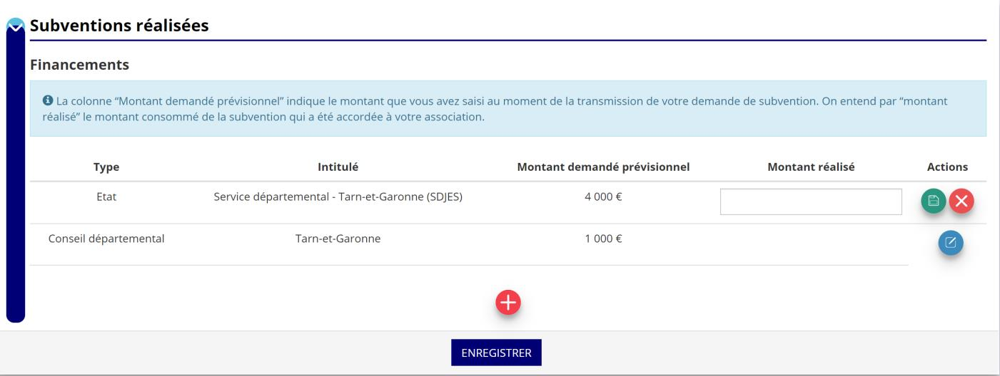 Subventions réalisées
Financements
La colonne “Montant demandé prévisionnel” indique le montant que vous avez saisi au moment de la transmission de votre demande de subvention. On entend par “montant
réalisé” le montant consommé de la subvention qui a été accordée à votre association.
Type Intitulé Montant demandé prévisionnel Montant réalisé Actions
Etat Service départemental - Tarn-et-Garonne (SDJES) 4 000 €
Conseil départemental Tarn-et-Garonne 1 000 €
ENREGISTRER